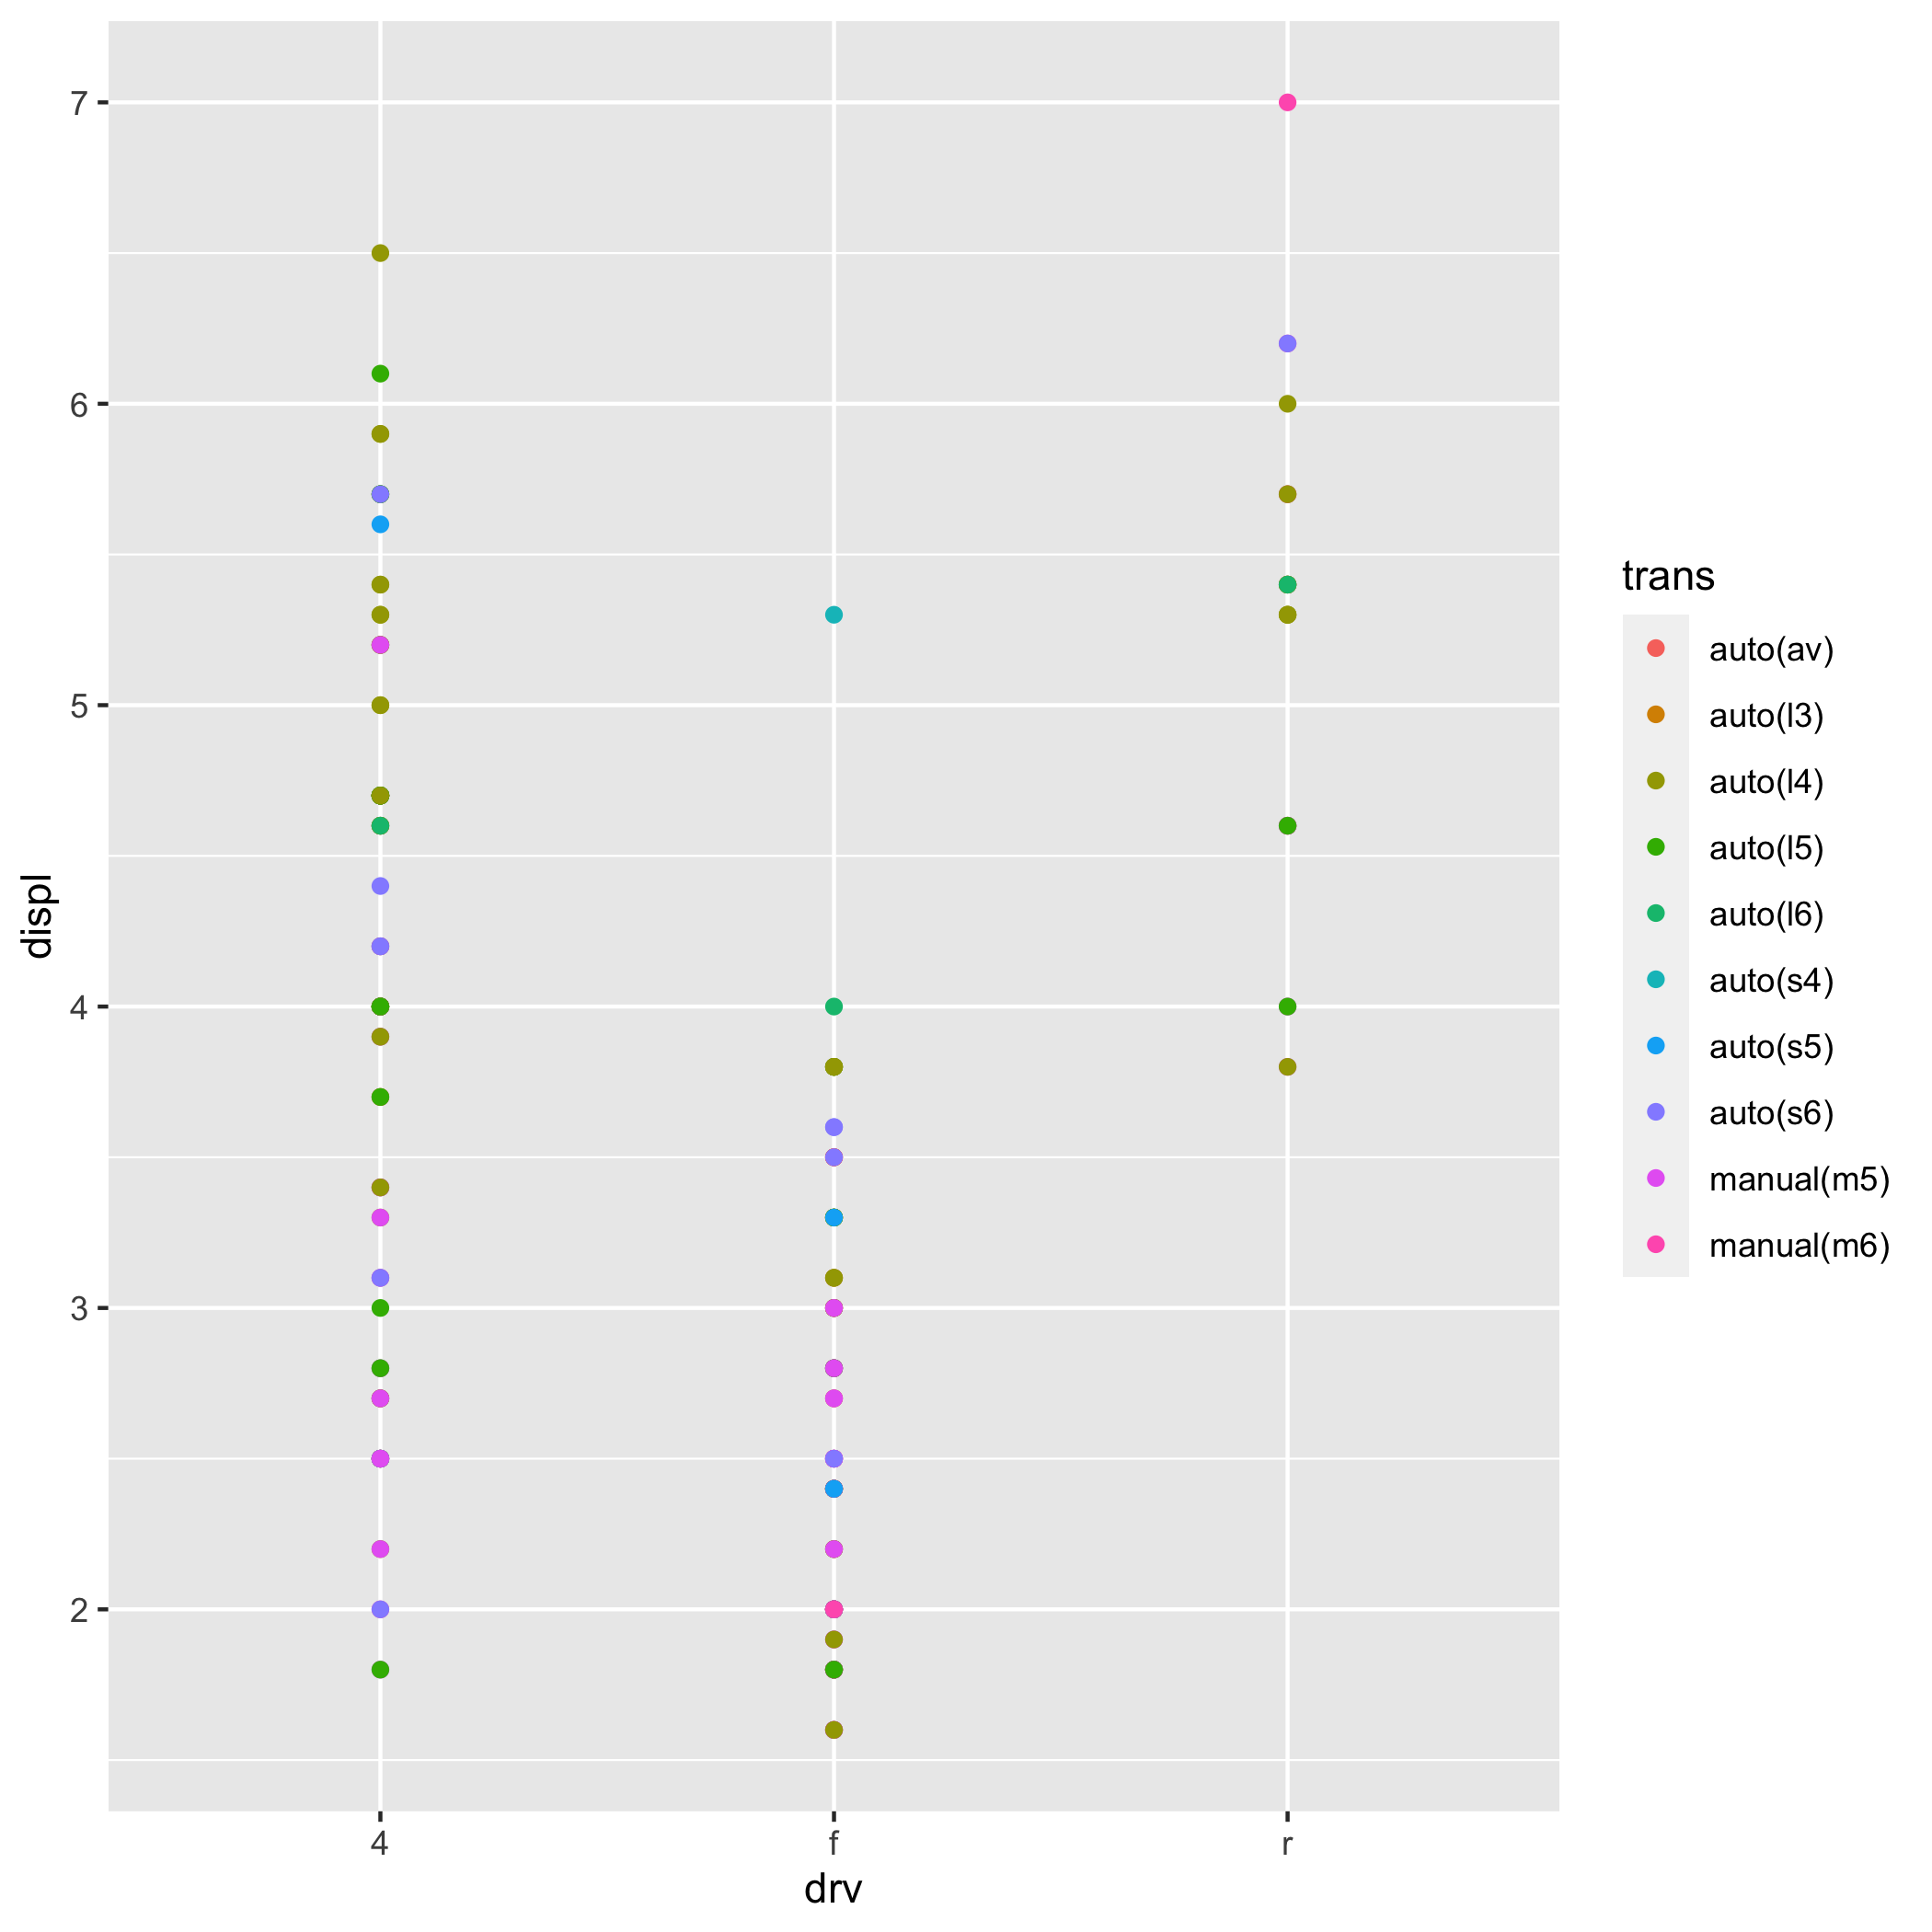 7
6
5
4
3
2
displ
4
f
r
drv
trans
auto(av)
auto(l3)
auto(l4)
auto(l5)
auto(l6)
auto(s4)
auto(s5)
auto(s6)
manual(m5)
manual(m6)